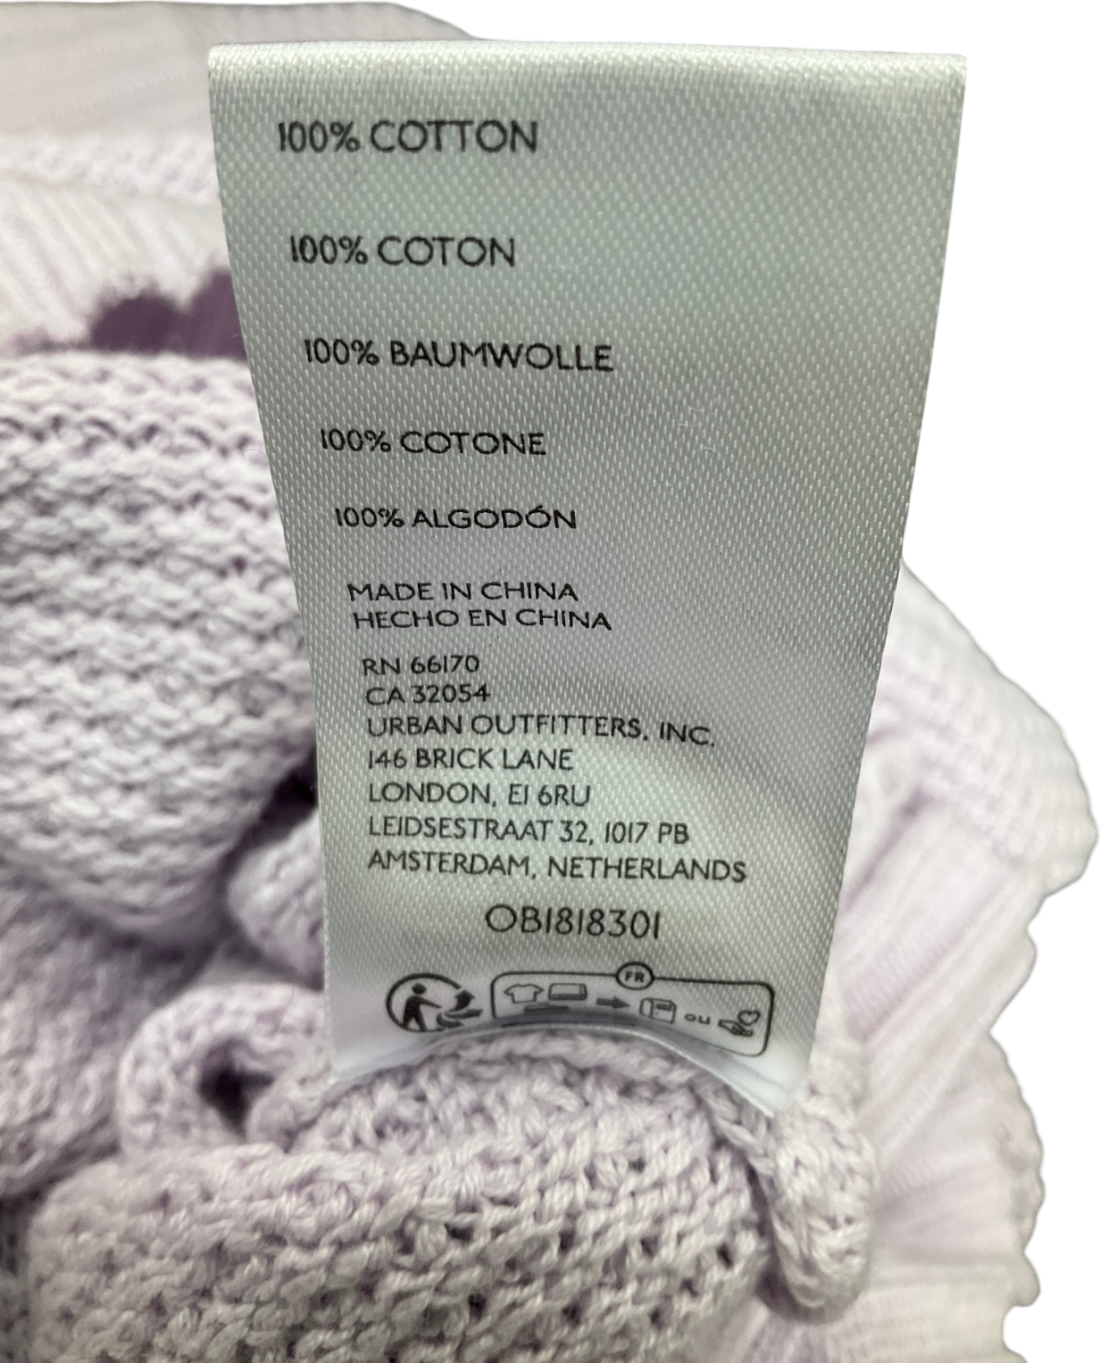 100% COTTON
100% COTON
100% BAUMWOLLE
100% COTONE
100% ALGODÓN
MADE IN CHINA
HECHO EN CHINA
RN 66170
CA 32054
URBAN OUTFITTERS, INC.
146 BRICK LANE
LONDON, E1 6RU
LEIDSESTRAAT 32, 1017 PB
AMSTERDAM, NETHERLANDS
OB1818301
FR
ou